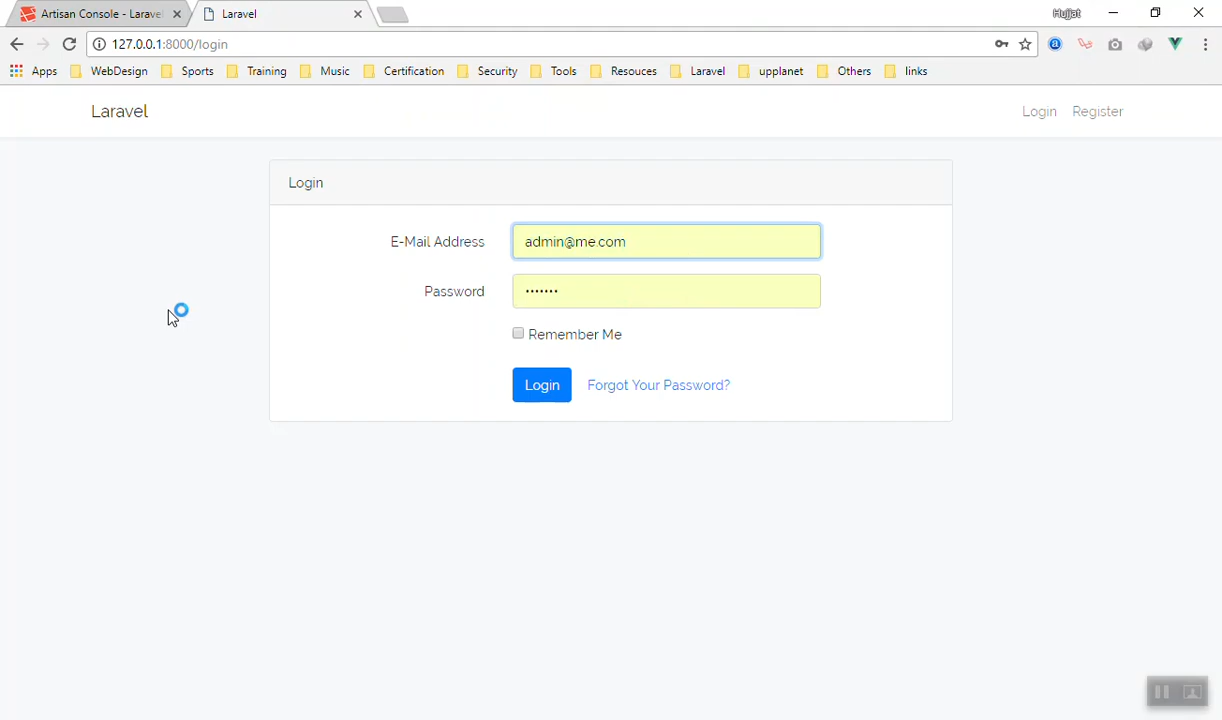 Artisan Console - Larave
Laravel
Hujjat
127.0.0.1:8000/login
Apps WebDesign Sports Training Music Certification Security Tools Resouces Laravel upplanet Others links
Laravel Login Register
Login
E-Mail Address admin@me.com
Password •••••••
Remember Me
Login Forgot Your Password?